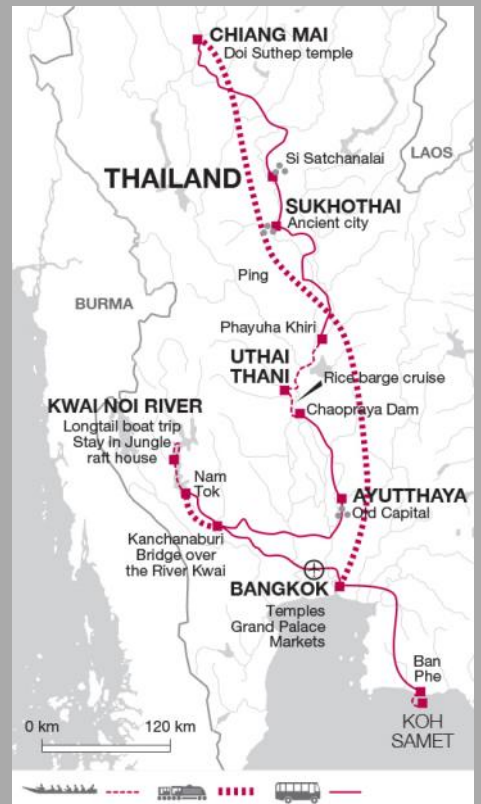 CHIANG MAI
Doi Suthep temple
LAOS
Si Satchanalai
THAILAND
SUKHOTHAI
Ancient city
Ping
BURMA
Phayuha Khiri
UTHAI
THANI
Rice barge cruise
KWAI NOI RIVER
Chaopraya Dam
Longtail boat trip
Stay in Jungle
raft house
Nam
Tok
AYUTTHAYA
Old Capital
Kanchanaburi
Bridge over
the River Kwai
BANGKOK
Temples
Grand Palace
Markets
Ban
Phe
KOH
SAMET
0 km 120 km